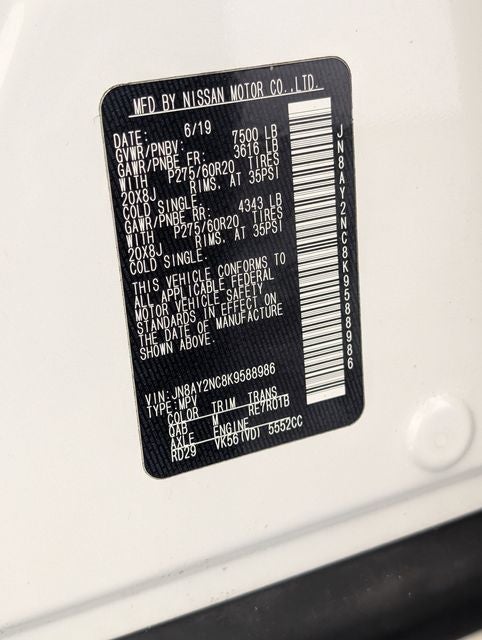 MFD BY NISSAN MOTOR CO.,LTD.
DATE: 6/19
GVWR/PNBV: 7500 LB
GAWR/PNBE FR: 3616 LB
WITH P275/60R20 TIRES
20X8J RIMS, AT 35PSI
COLD SINGLE.
GAWR/PNBE RR: 4343 LB
WITH P275/60R20 TIRES
20X8J RIMS, AT 35PSI
COLD SINGLE.
THIS VEHICLE CONFORMS TO
ALL APPLICABLE FEDERAL
MOTOR VEHICLE SAFETY
STANDARDS IN EFFECT ON
THE DATE OF MANUFACTURE
SHOWN ABOVE.
VIN: JN8AY2NC8K9588986
TYPE: MPV
COLOR TRIM TRANS
QAB M RE7R01B
AXLE ENGINE
RD29 VK56(VD) 5552CC
JN8AY2NC8K9588986